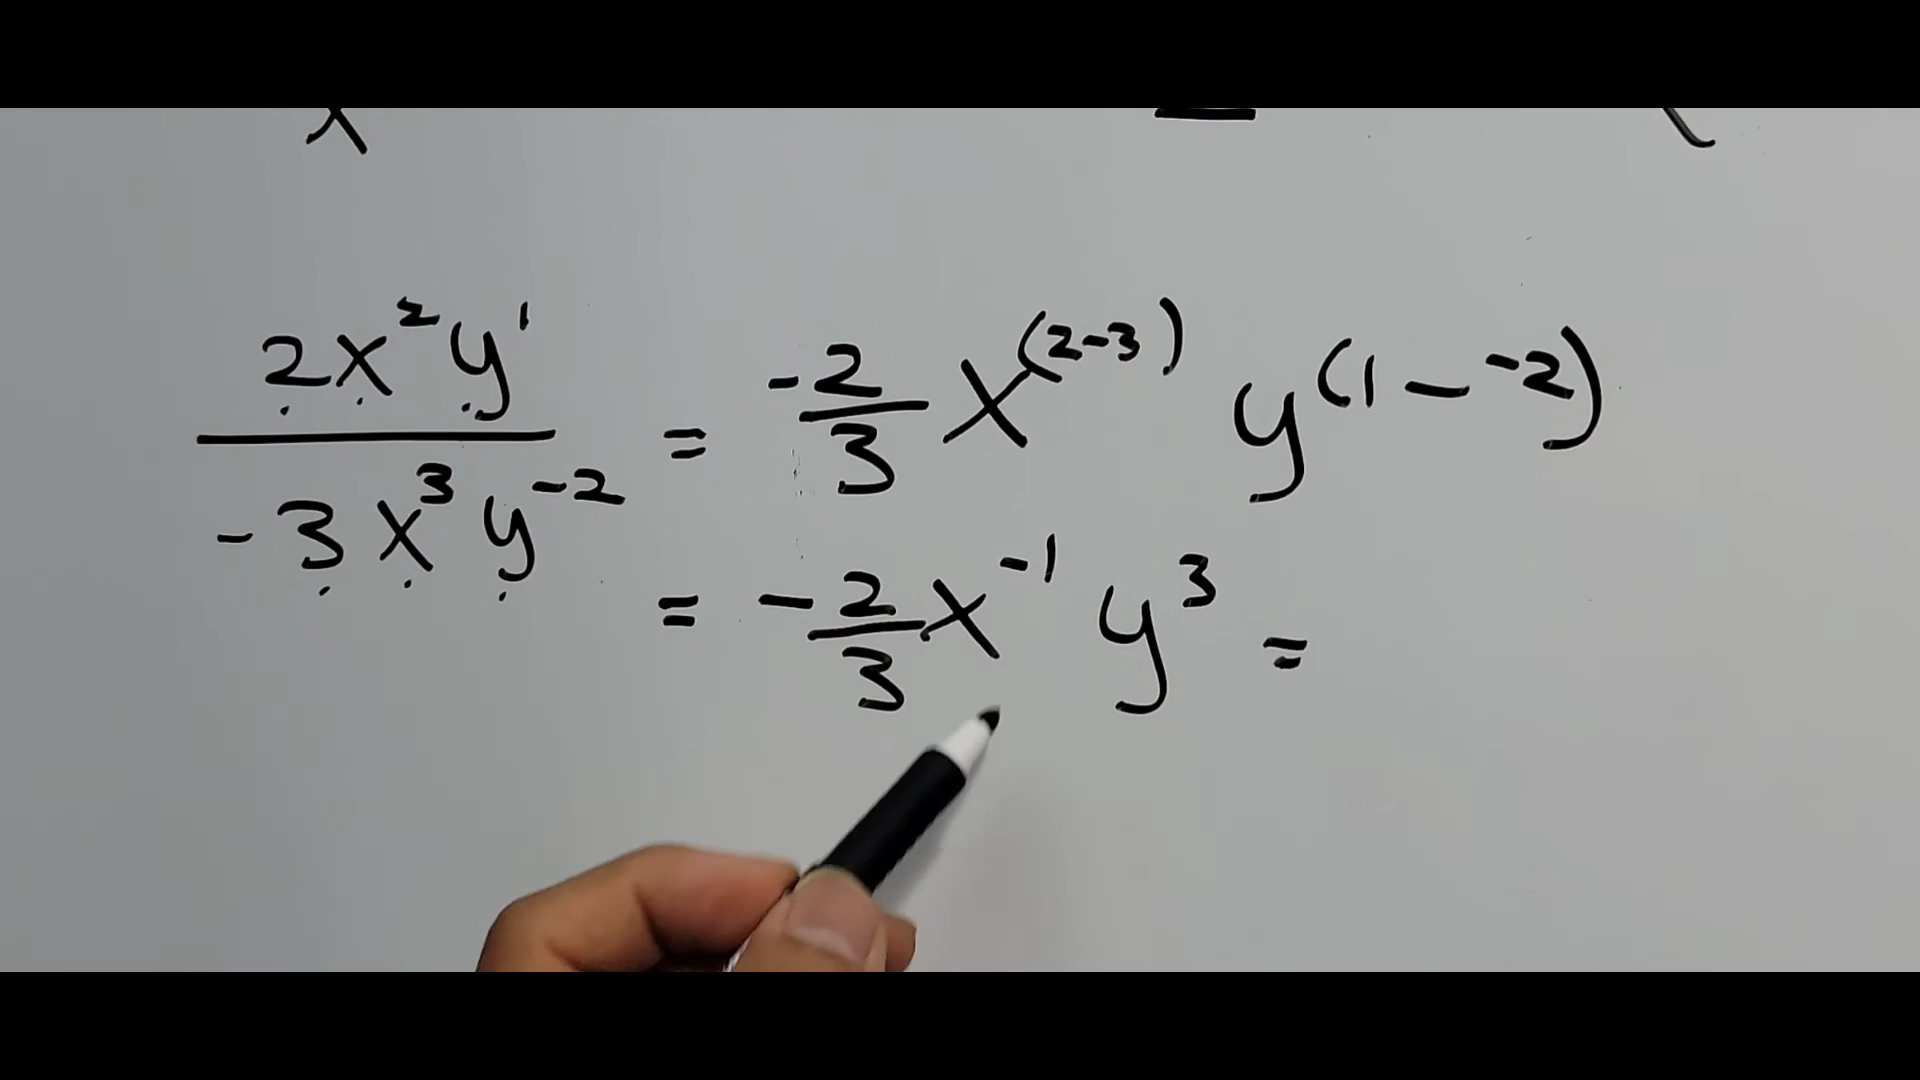 x
2x²y¹ / -3x³y⁻² = -2/3 x⁽²⁻³⁾ y⁽¹⁻⁻²⁾
= -2/3 x⁻¹ y³ =